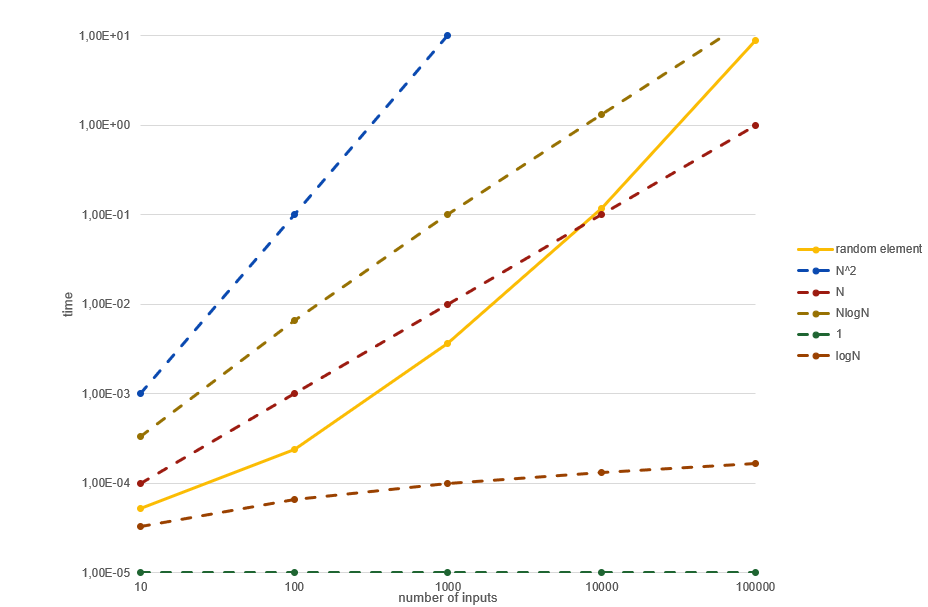 1,00E+01
1,00E+00
1,00E-01
1,00E-02
1,00E-03
1,00E-04
1,00E-05
time
10 100 1000 10000 100000
number of inputs
random element
N^2
N
NlogN
1
logN